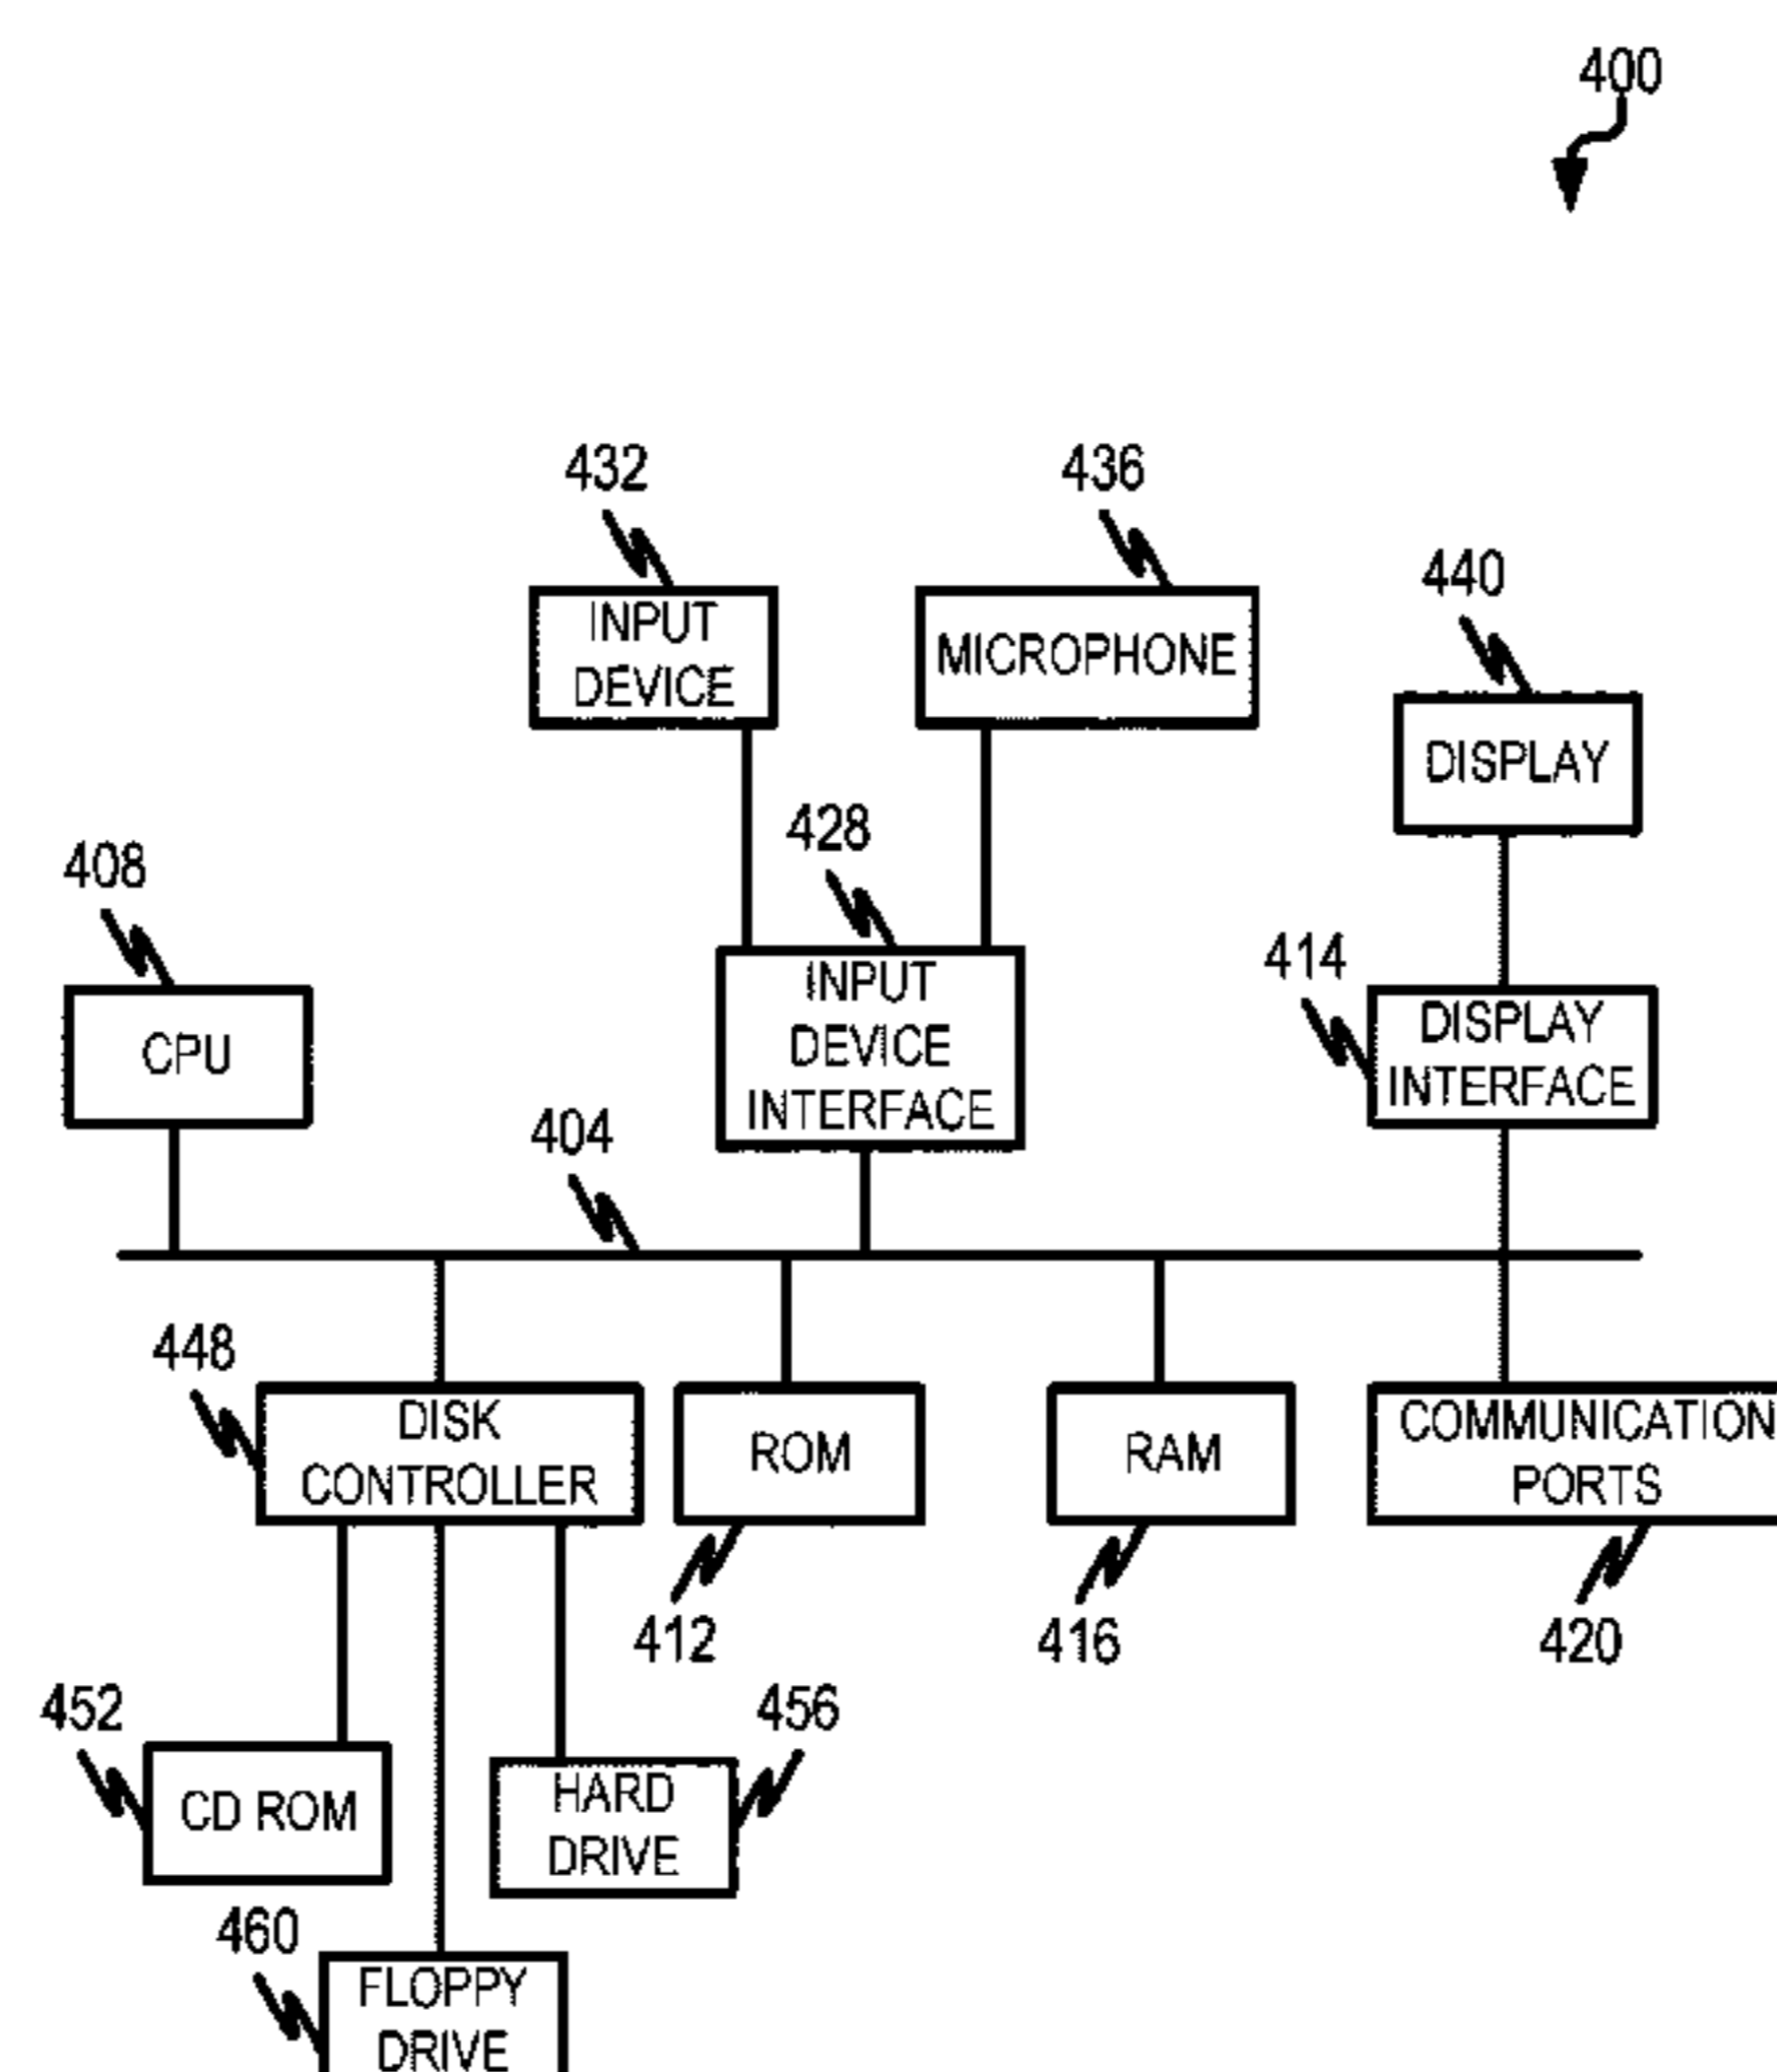 400
432
436
INPUT
DEVICE
MICROPHONE
440
DISPLAY
408
428
CPU
INPUT
DEVICE
INTERFACE
414
DISPLAY
INTERFACE
404
448
DISK
CONTROLLER
ROM
RAM
COMMUNICATION
PORTS
412
416
420
452
CD ROM
456
HARD
DRIVE
460
FLOPPY
DRIVE